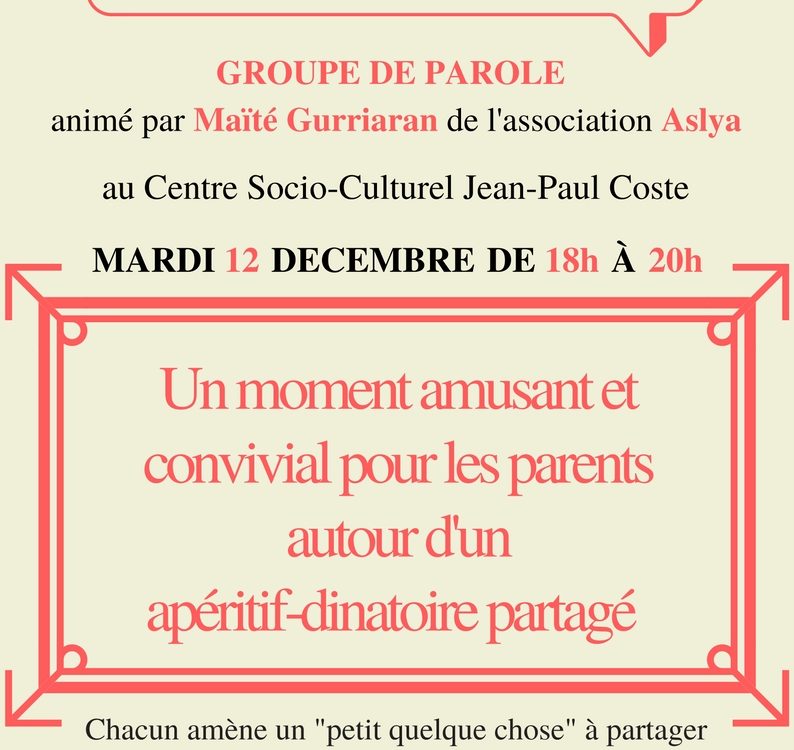 GROUPE DE PAROLE
animé par Maïté Gurriaran de l'association Aslya
au Centre Socio-Culturel Jean-Paul Coste
MARDI 12 DECEMBRE DE 18h À 20h
Un moment amusant et
convivial pour les parents
autour d'un
apéritif-dinatoire partagé
Chacun amène un "petit quelque chose" à partager